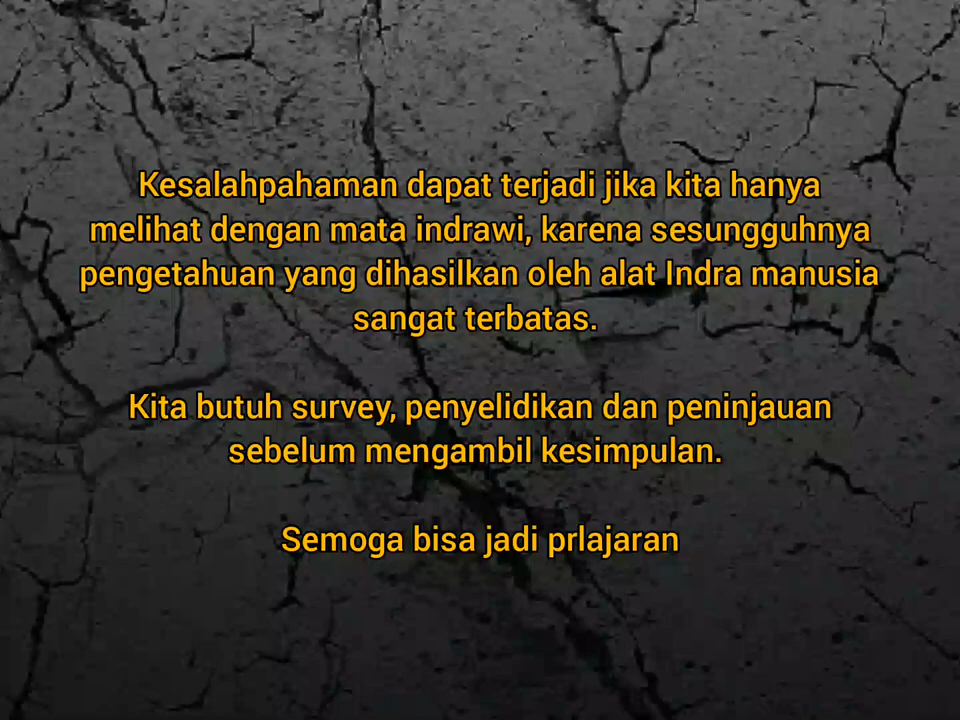 Kesalahpahaman dapat terjadi jika kita hanya
melihat dengan mata indrawi, karena sesungguhnya
pengetahuan yang dihasilkan oleh alat Indra manusia
sangat terbatas.
Kita butuh survey, penyelidikan dan peninjauan
sebelum mengambil kesimpulan.
Semoga bisa jadi prlajaran